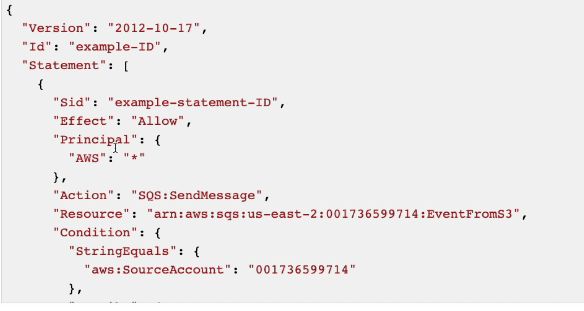 {
"Version": "2012-10-17",
"Id": "example-ID",
"Statement": [
{
"Sid": "example-statement-ID",
"Effect": "Allow",
"Principal": {
"AWS": "*"
},
"Action": "SQS:SendMessage",
"Resource": "arn:aws:sqs:us-east-2:001736599714:EventFromS3",
"Condition": {
"StringEquals": {
"aws:SourceAccount": "001736599714"
},